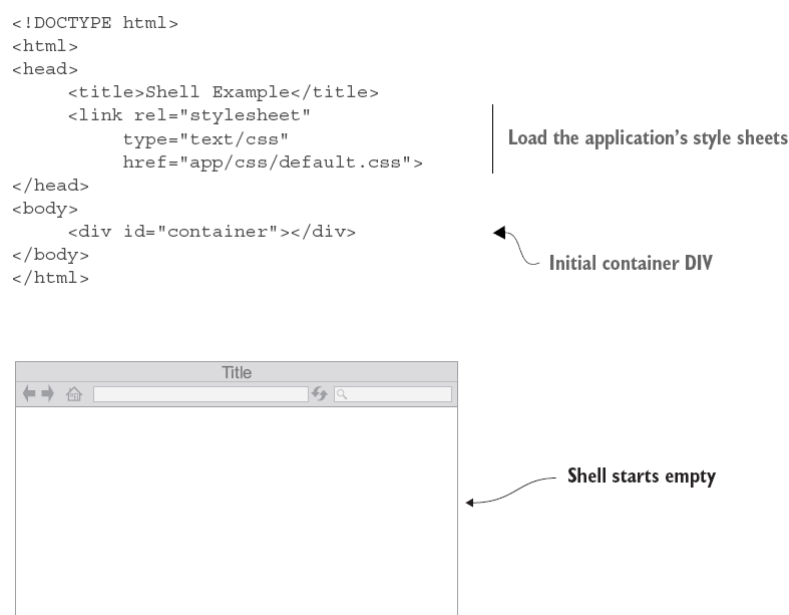 <!DOCTYPE html>
<html>
<head>
<title>Shell Example</title>
<link rel="stylesheet"
type="text/css"
href="app/css/default.css">
</head>
<body>
<div id="container"></div>
</body>
</html>
Load the application’s style sheets
Initial container DIV
Title
Shell starts empty